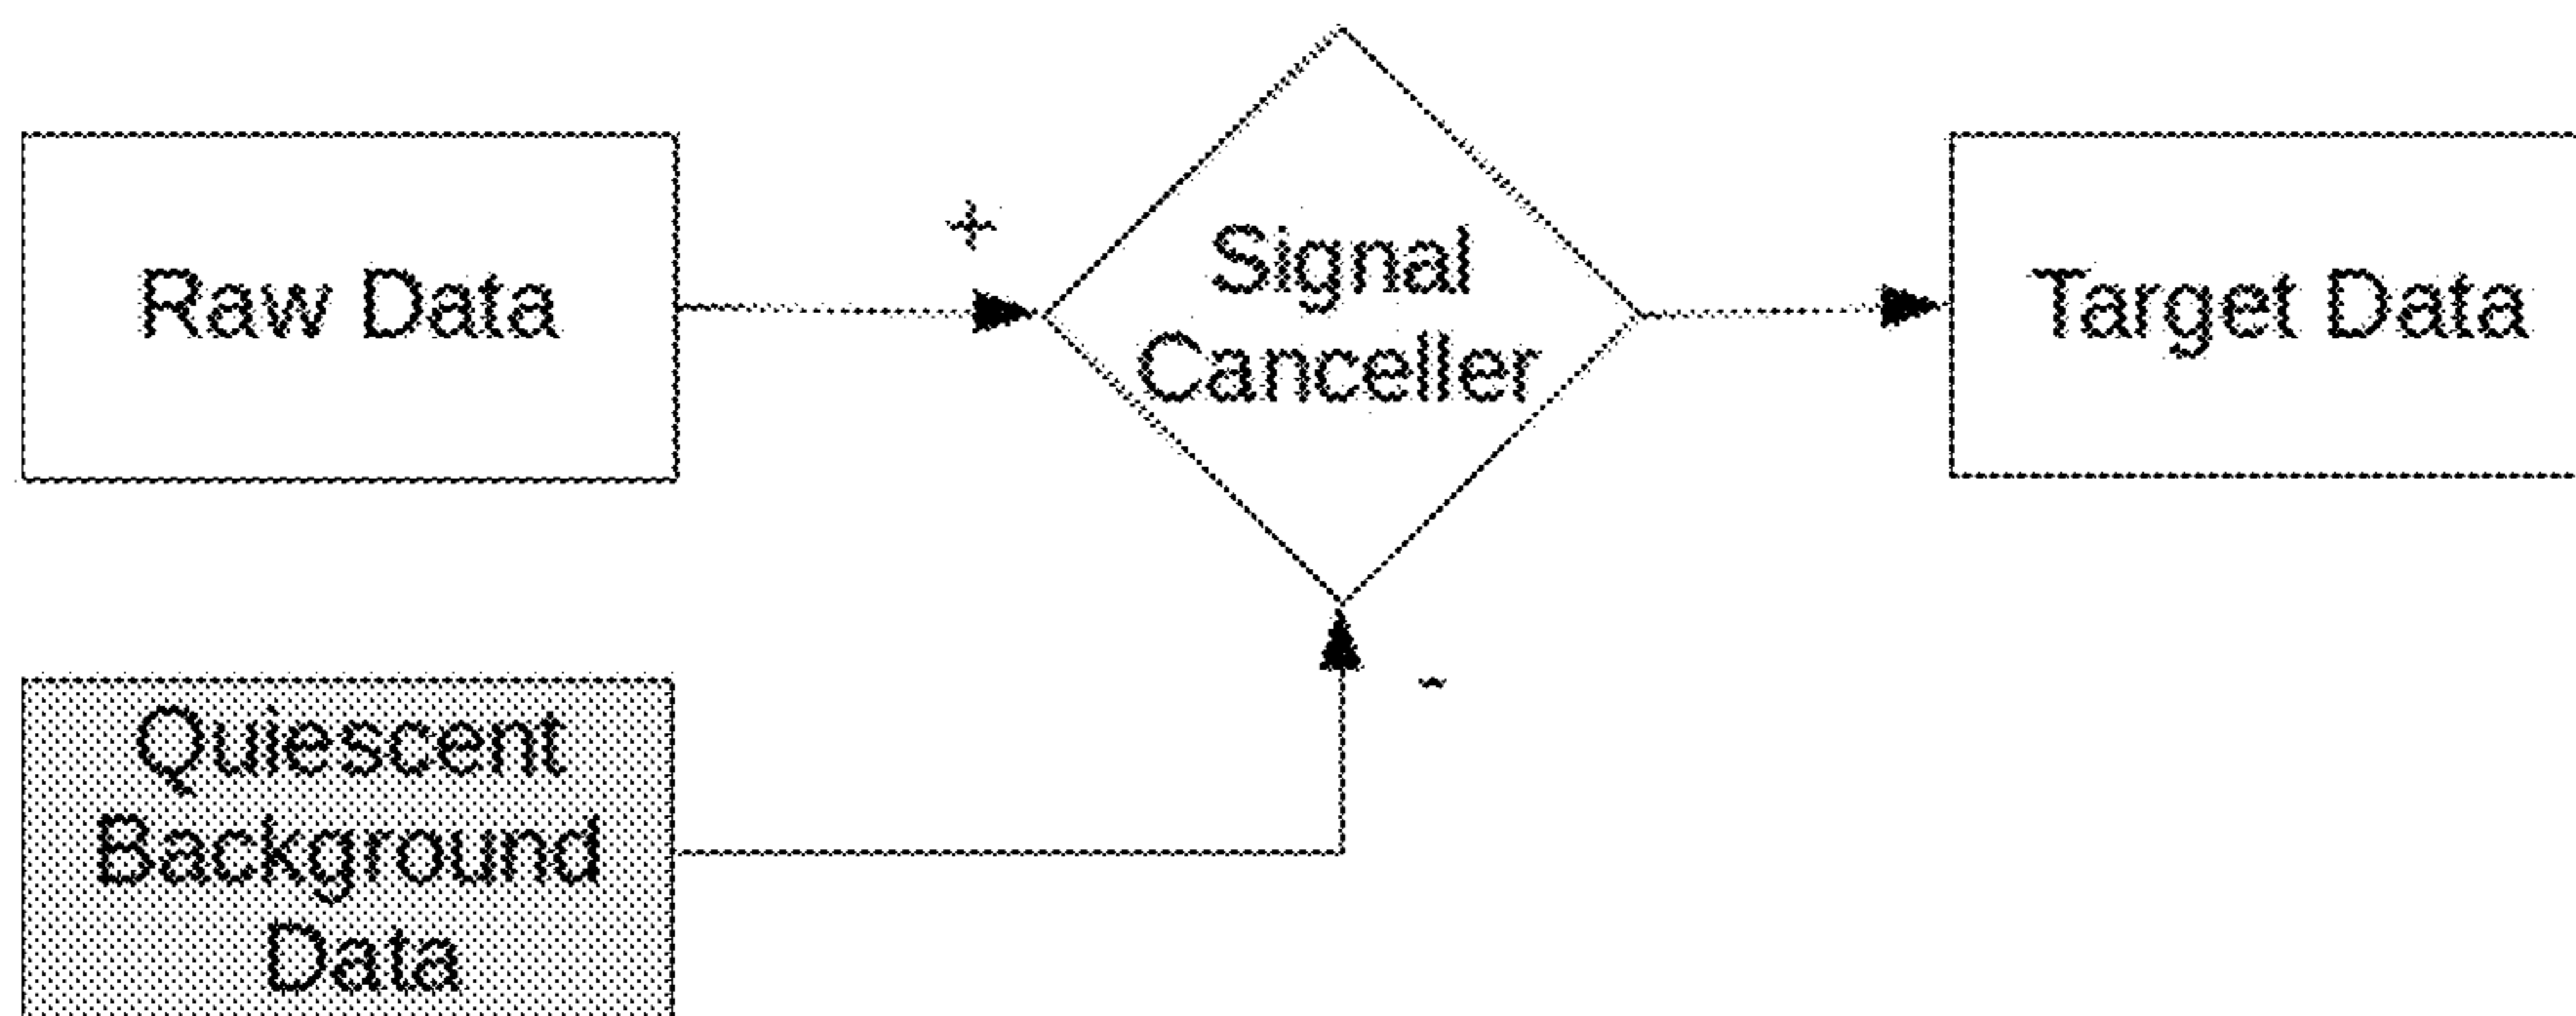 Raw Data
+
Signal
Canceller
Target Data
Quiescent
Background
Data
-